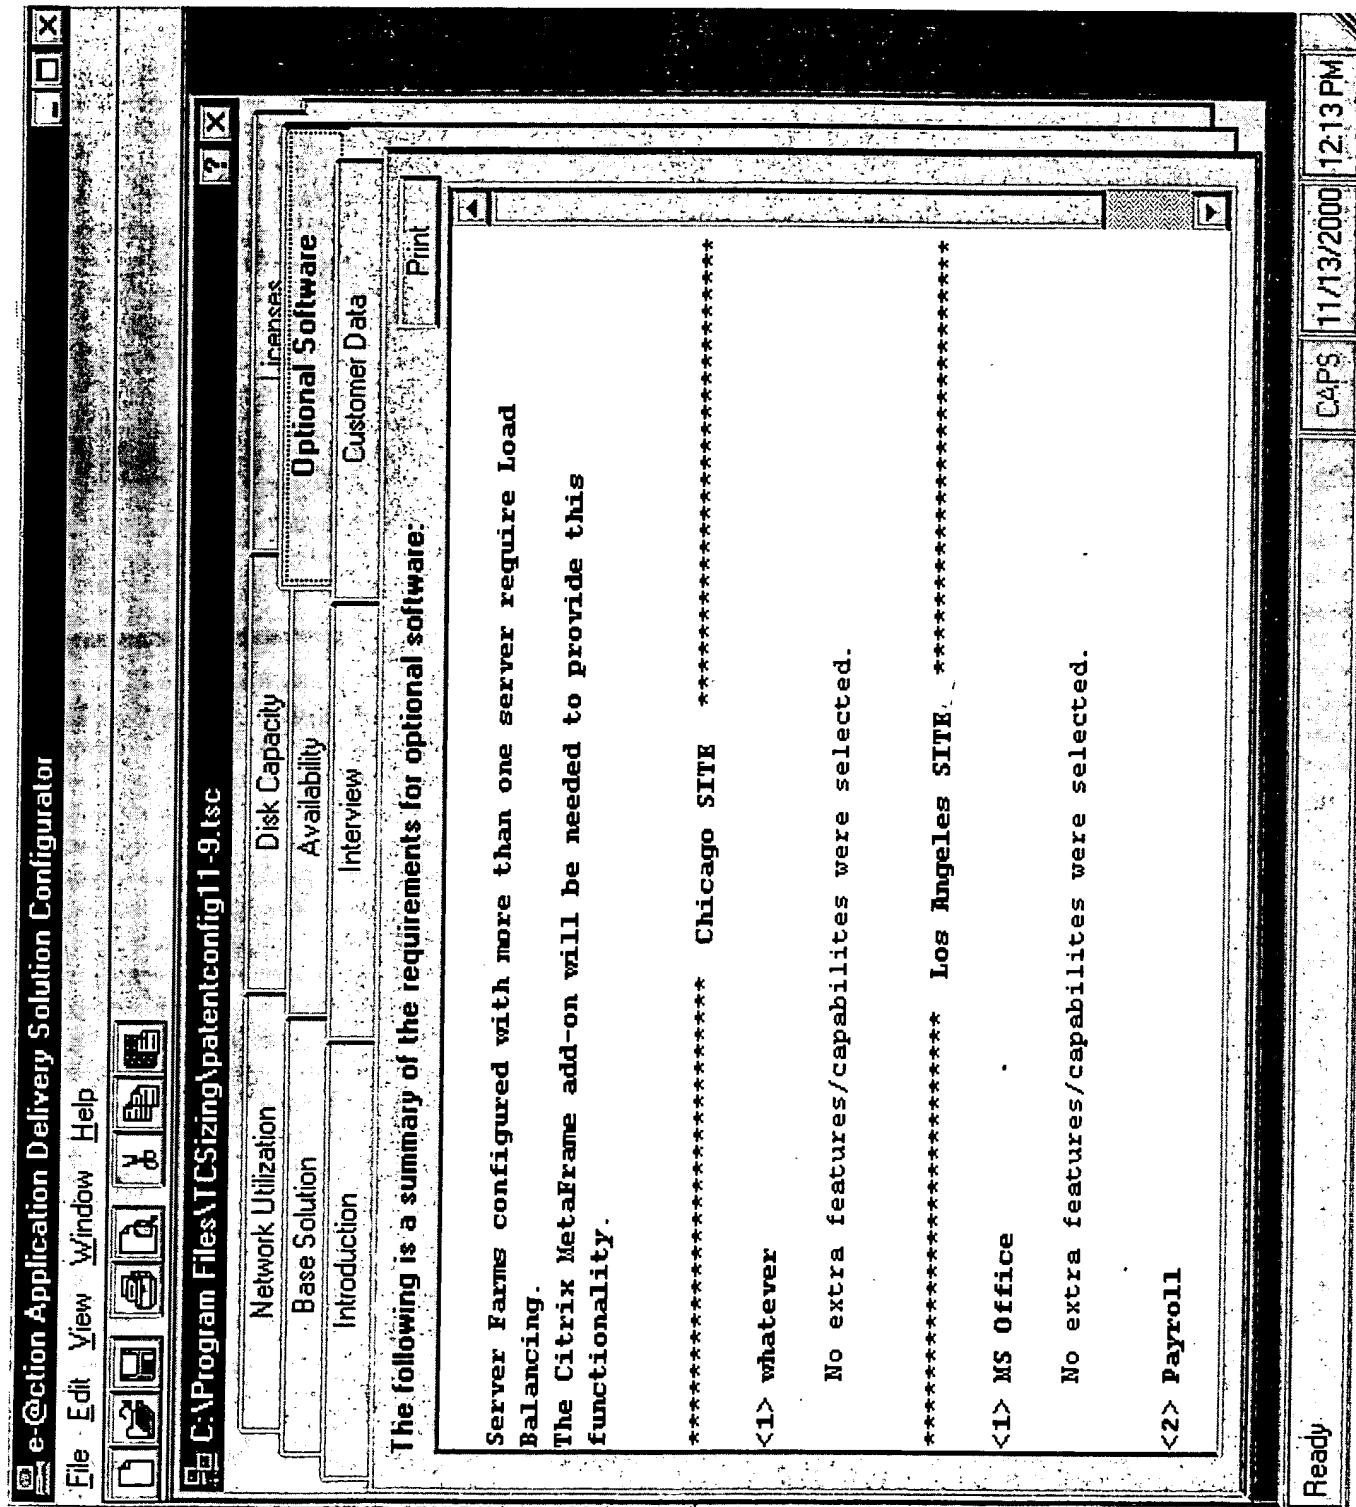 e-@ction Application Delivery Solution Configurator
File Edit View Window Help
C:\Program Files\TCSizing\patentconfig11-9.tsc
Network Utilization Disk Capacity Licenses
Base Solution Availability Optional Software
Introduction Interview Customer Data
The following is a summary of the requirements for optional software:
Print
Server Farms configured with more than one server require Load
Balancing.
The Citrix MetaFrame add-on will be needed to provide this
functionality.
********************************** Chicago SITE **********************************
<1> whatever
No extra features/capabilites were selected.
******************************** Los Angeles SITE ********************************
<1> MS Office
No extra features/capabilites were selected.
<2> Payroll
Ready CAPS 11/13/2000 12:13 PM